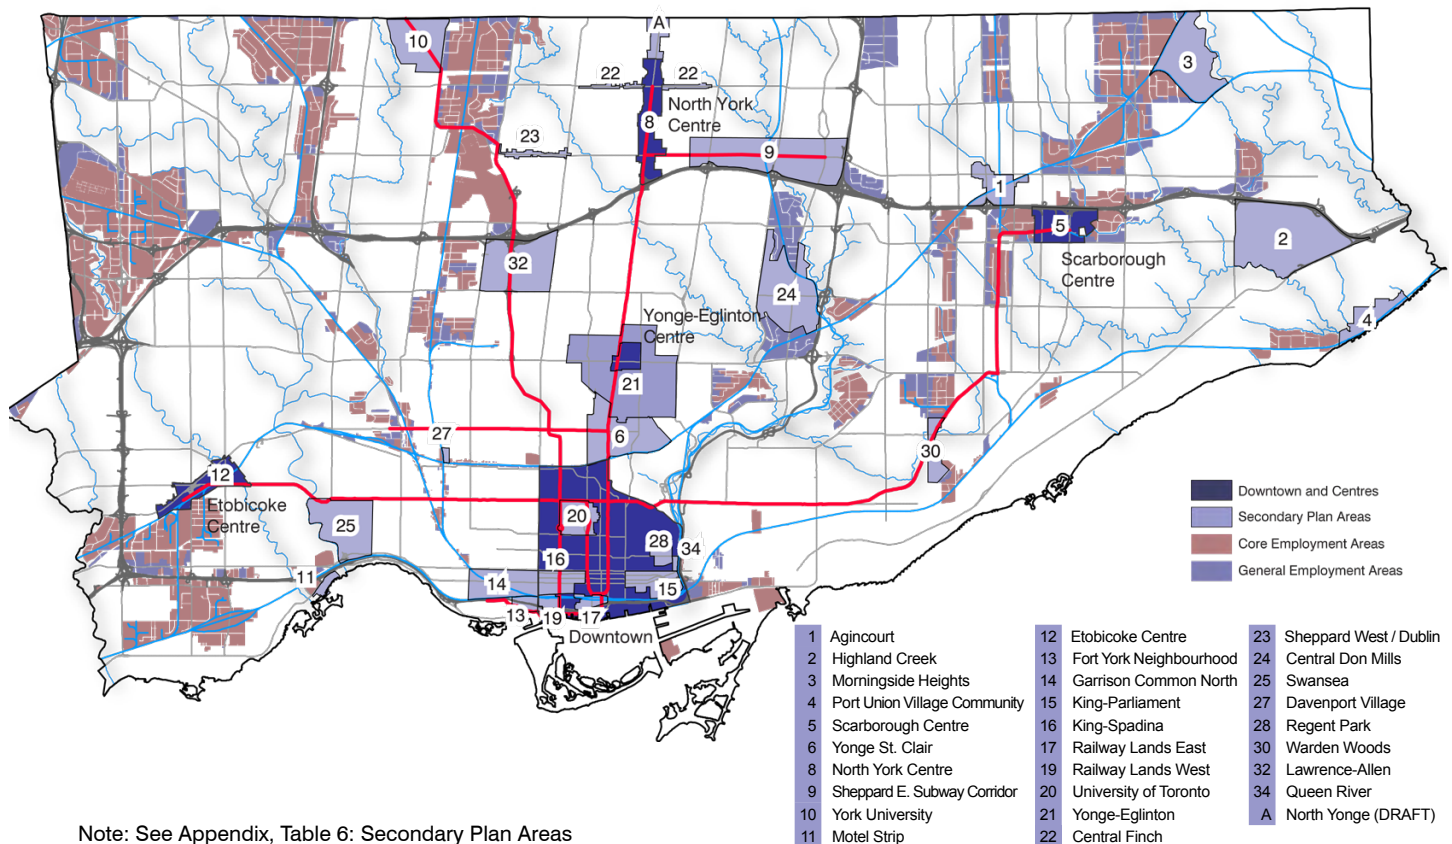 A
10
3
22
22
North York
Centre
8
23
9
1
5
2
Scarborough
Centre
32
24
4
Yonge-Eglinton
Centre
21
27
6
30
12
Etobicoke
Centre
25
20
28
34
16
11
14
15
13
19
17
Downtown
Downtown and Centres
Secondary Plan Areas
Core Employment Areas
General Employment Areas
1 Agincourt
2 Highland Creek
3 Morningside Heights
4 Port Union Village Community
5 Scarborough Centre
6 Yonge St. Clair
8 North York Centre
9 Sheppard E. Subway Corridor
10 York University
11 Motel Strip
12 Etobicoke Centre
13 Fort York Neighbourhood
14 Garrison Common North
15 King-Parliament
16 King-Spadina
17 Railway Lands East
19 Railway Lands West
20 University of Toronto
21 Yonge-Eglinton
22 Central Finch
23 Sheppard West / Dublin
24 Central Don Mills
25 Swansea
27 Davenport Village
28 Regent Park
30 Warden Woods
32 Lawrence-Allen
34 Queen River
A North Yonge (DRAFT)
Note: See Appendix, Table 6: Secondary Plan Areas